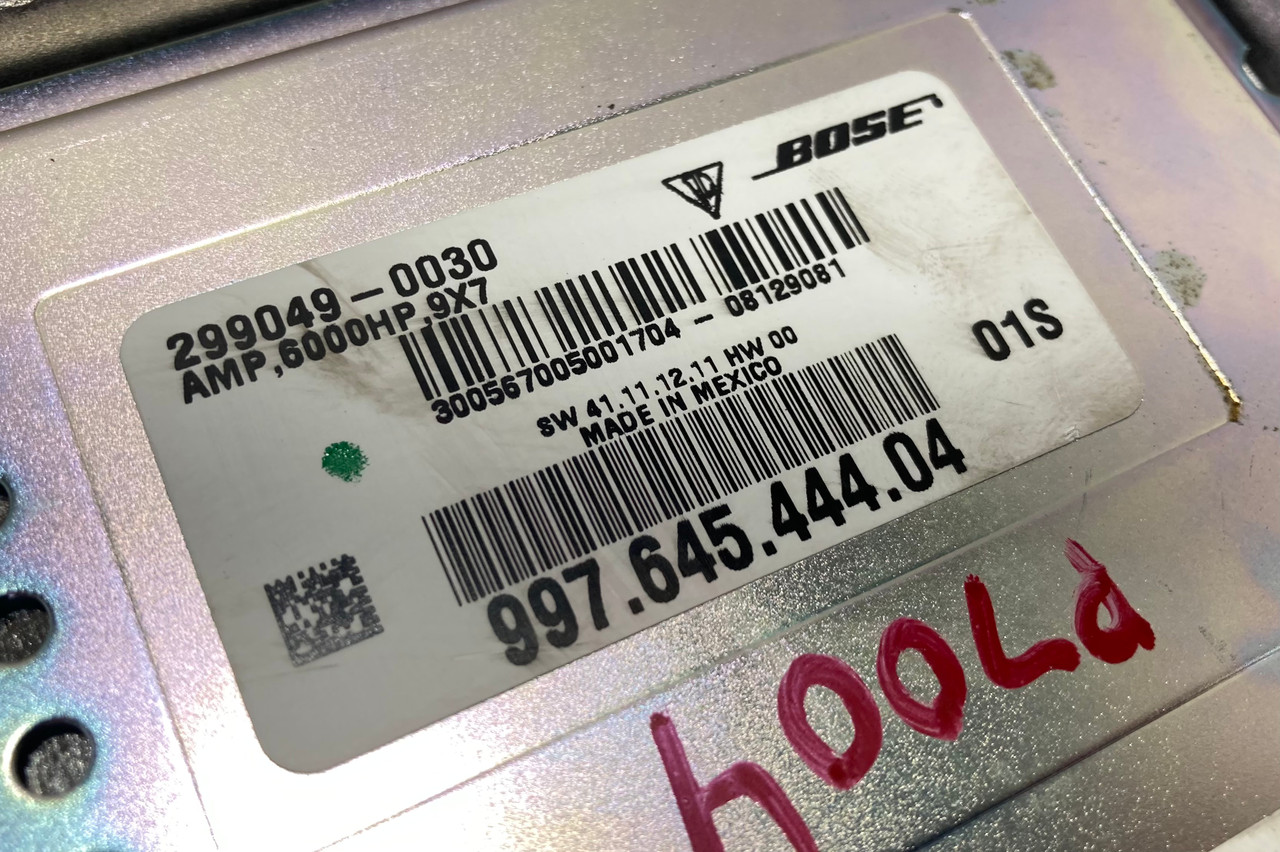 BOSE
299049-0030
AMP,6000HP,9X7
300567005001704 - 08129081
SW 41.11.12.11 HW 00
MADE IN MEXICO
01S
997.645.444.04